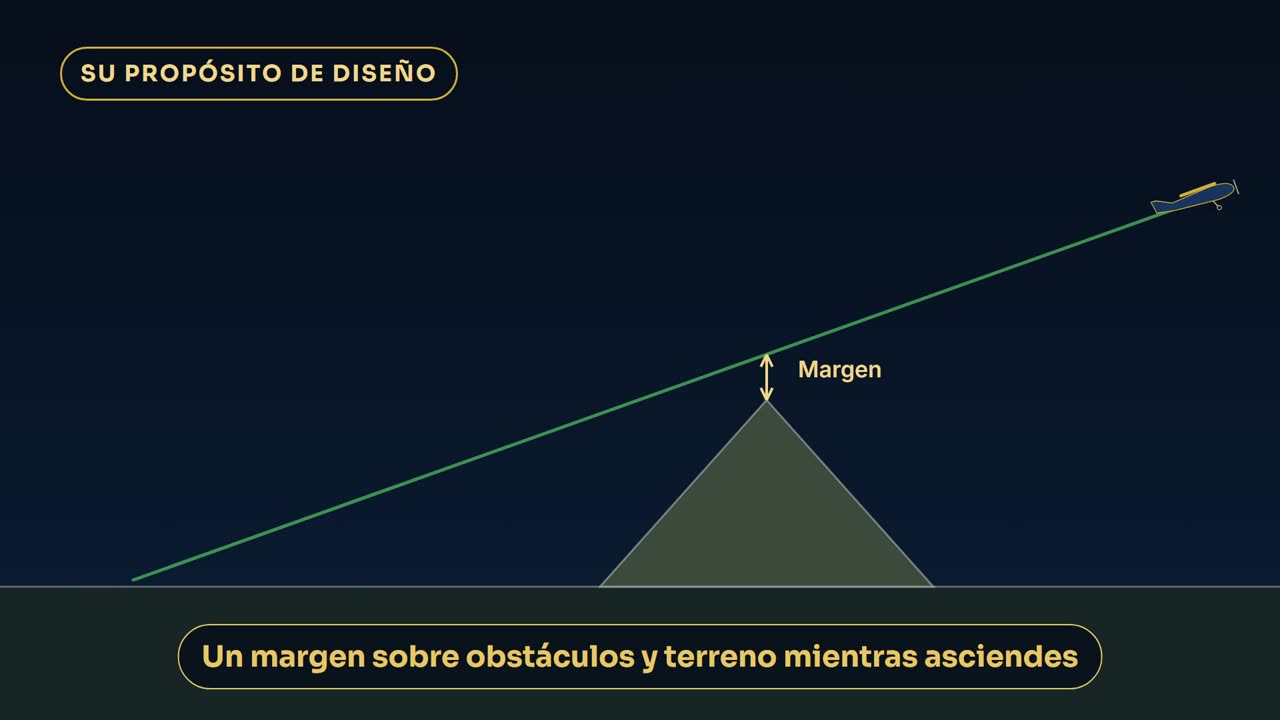 SU PROPÓSITO DE DISEÑO
Margen
Un margen sobre obstáculos y terreno mientras asciendes